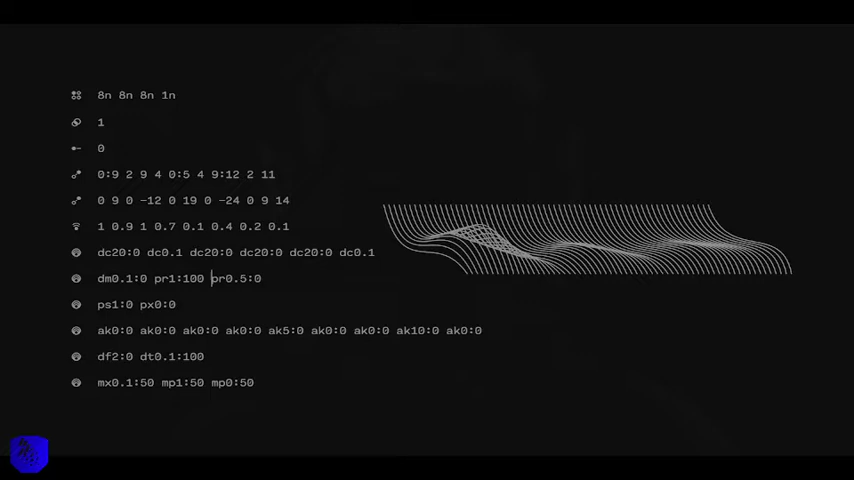 8n 8n 8n 1n
1
0
0:9 2 9 4 0:5 4 9:12 2 11
0 9 0 -12 0 19 0 -24 0 9 14
1 0.9 1 0.7 0.1 0.4 0.2 0.1
dc20:0 dc0.1 dc20:0 dc20:0 dc20:0 dc0.1
dm0.1:0 pr1:100 pr0.5:0
ps1:0 px0:0
ak0:0 ak0:0 ak0:0 ak0:0 ak5:0 ak0:0 ak0:0 ak10:0 ak0:0
df2:0 dt0.1:100
mx0.1:50 mp1:50 mp0:50